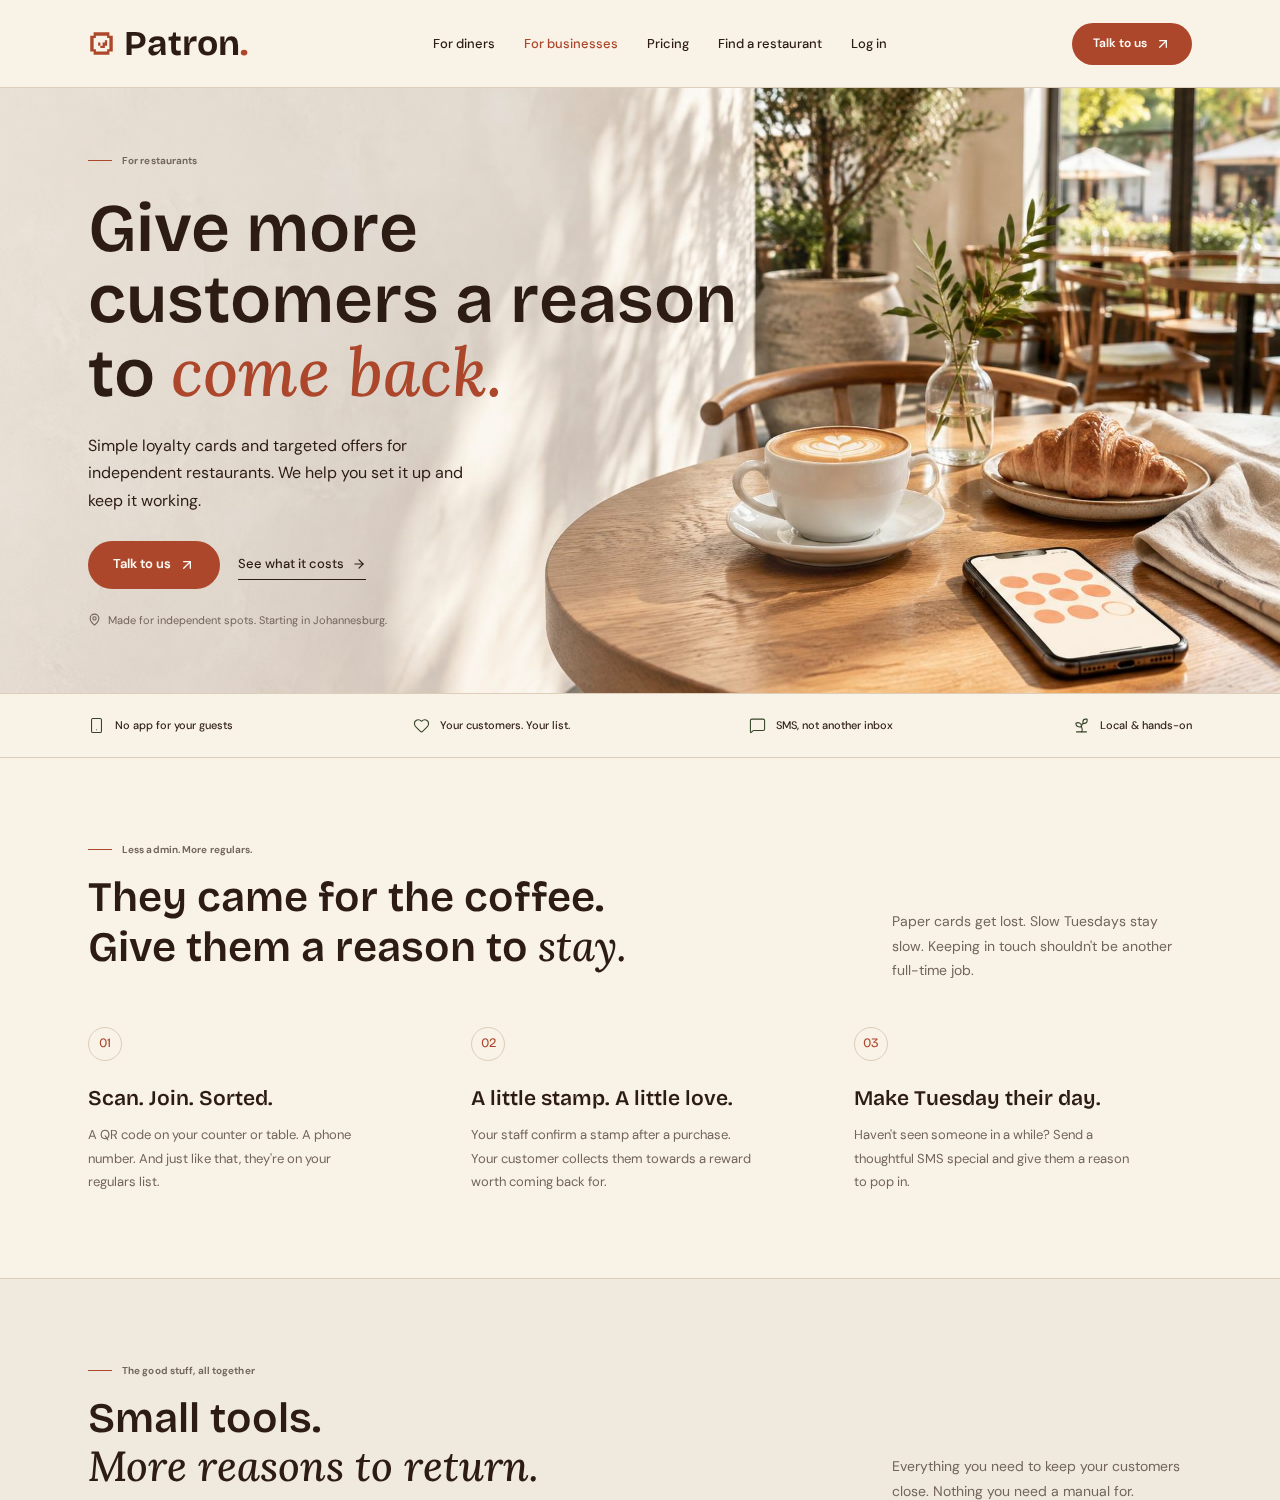 Patron.
For diners
For businesses
Pricing
Find a restaurant
Log in
Talk to us
For restaurants
Give more
customers a reason
to come back.
Simple loyalty cards and targeted offers for
independent restaurants. We help you set it up and
keep it working.
Talk to us
See what it costs
Made for independent spots. Starting in Johannesburg.
No app for your guests
Your customers. Your list.
SMS, not another inbox
Local & hands-on
Less admin. More regulars.
They came for the coffee.
Give them a reason to stay.
Paper cards get lost. Slow Tuesdays stay
slow. Keeping in touch shouldn't be another
full-time job.
01
Scan. Join. Sorted.
A QR code on your counter or table. A phone
number. And just like that, they're on your
regulars list.
02
A little stamp. A little love.
Your staff confirm a stamp after a purchase.
Your customer collects them towards a reward
worth coming back for.
03
Make Tuesday their day.
Haven't seen someone in a while? Send a
thoughtful SMS special and give them a reason
to pop in.
The good stuff, all together
Small tools.
More reasons to return.
Everything you need to keep your customers
close. Nothing you need a manual for.